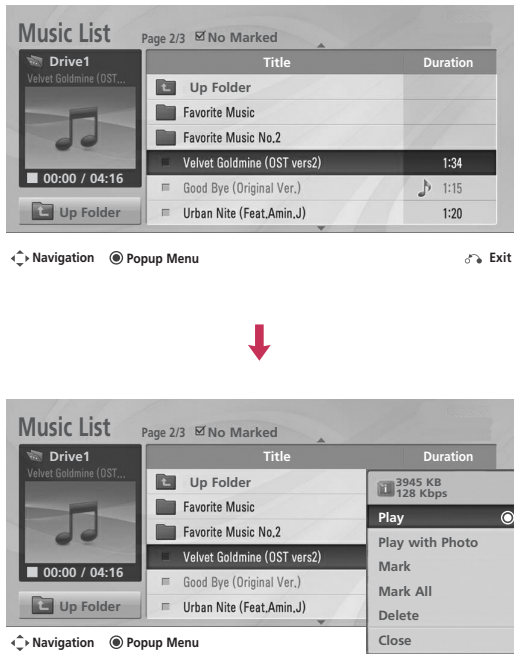 Music List Page 2/3 No Marked
Drive1
Velvet Goldmine (OST...
00:00 / 04:16
Up Folder
Title Duration
Up Folder
Favorite Music
Favorite Music No.2
Velvet Goldmine (OST vers2) 1:34
Good Bye (Original Ver.) 1:15
Urban Nite (Feat.Amin.J) 1:20
Navigation Popup Menu Exit
Music List Page 2/3 No Marked
Drive1
Velvet Goldmine (OST...
00:00 / 04:16
Up Folder
Title Duration
Up Folder
Favorite Music
Favorite Music No.2
Velvet Goldmine (OST vers2)
Good Bye (Original Ver.)
Urban Nite (Feat.Amin.J)
3945 KB
128 Kbps
Play
Play with Photo
Mark
Mark All
Delete
Close
Navigation Popup Menu